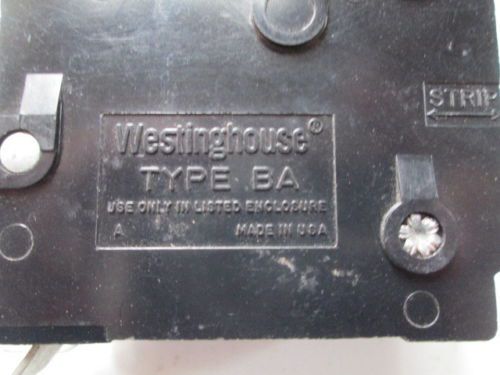 Westinghouse®
TYPE BA
USE ONLY IN LISTED ENCLOSURE
A MADE IN USA
STRIP